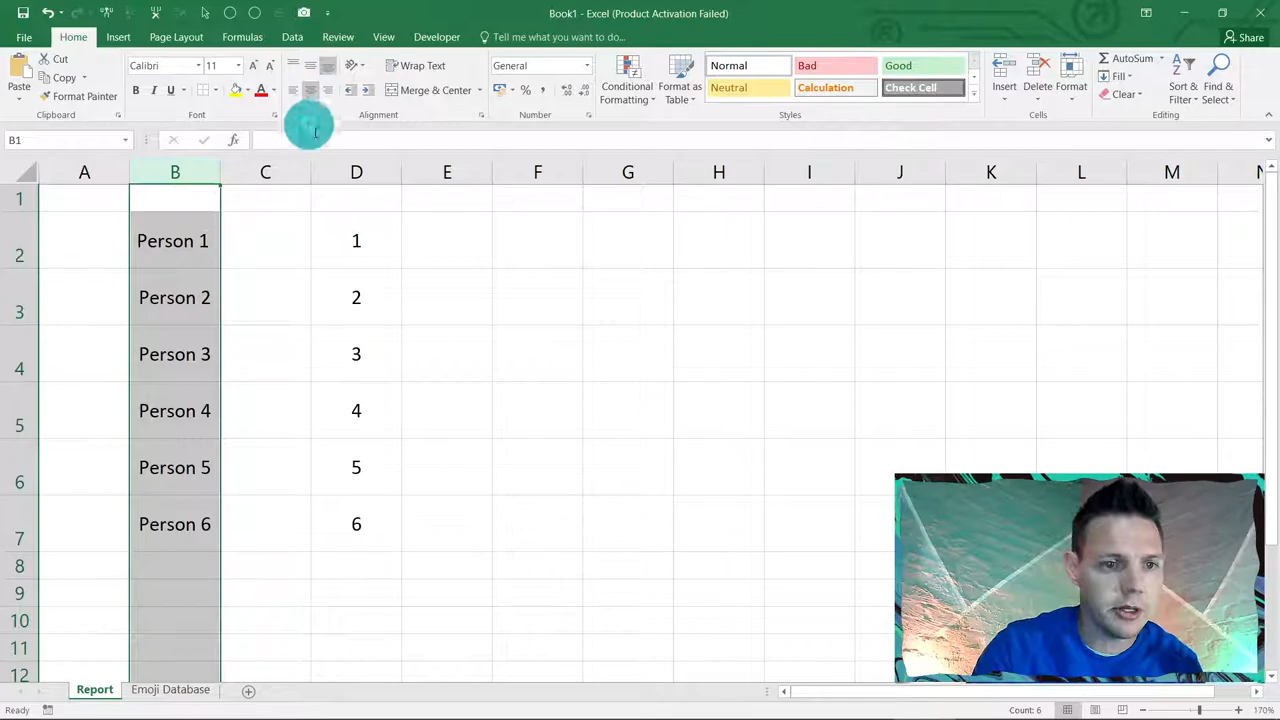 Book1 - Excel (Product Activation Failed)
File Home Insert Page Layout Formulas Data Review View Developer Tell me what you want to do... Share
Paste
Cut
Copy
Format Painter
Clipboard
Calibri 11
B I U A
Font
Wrap Text
Merge & Center
Alignment
General
% ,
Number
Conditional Formatting
Format as Table
Normal Bad Good
Neutral Calculation Check Cell
Styles
Insert Delete Format
Cells
AutoSum
Fill
Clear
Sort & Filter
Find & Select
Editing
B1 fx
A B C D E F G H I J K L M N
1
2 Person 1 1
3 Person 2 2
4 Person 3 3
5 Person 4 4
6 Person 5 5
7 Person 6 6
8
9
10
11
12
Report Emoji Database
Ready Count: 6 170%